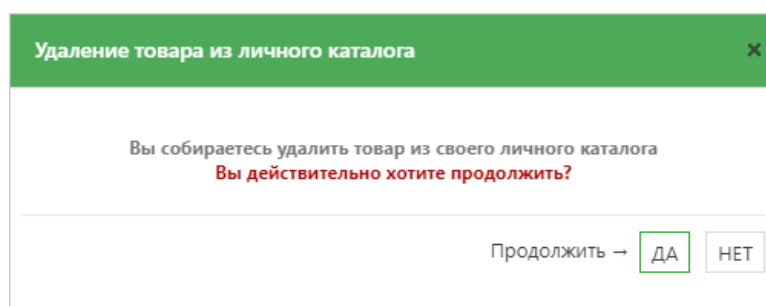 Удаление товара из личного каталога ×
Вы собираетесь удалить товар из своего личного каталога
Вы действительно хотите продолжить?
Продолжить → ДА НЕТ